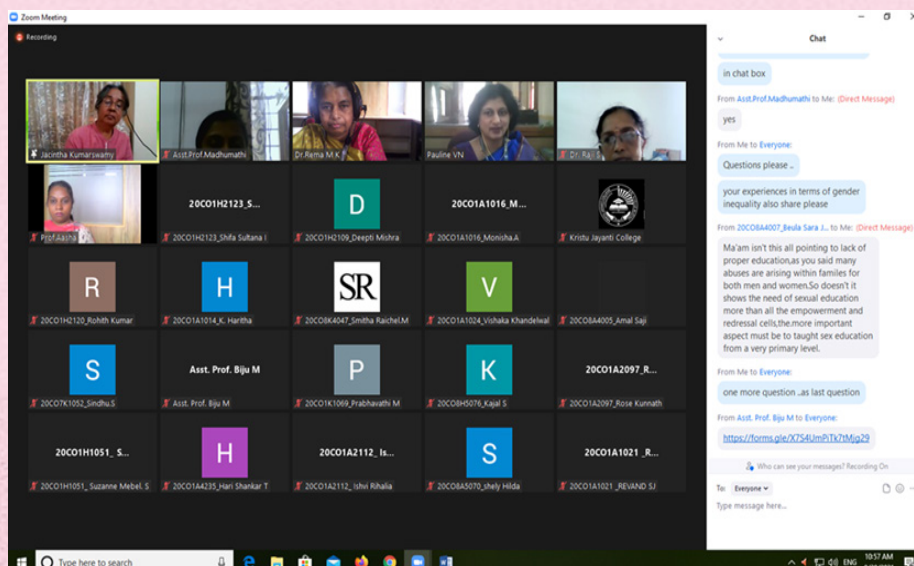 Zoom Meeting
Recording
Jacintha Kumarswamy
Asst.Prof.Madhumathi
Dr.Rema M.K
Pauline VN
Dr. Raji S
Prof.Aasha
20CO1H2123_S...
20CO1H2123_Shifa Sultana I
D
20CO1H2109_Deepti Mishra
20CO1A1016_M...
20CO1A1016_Monisha.A
Kristu Jayanti College
R
20CO1H2120_Rohith Kumar
H
20CO1A1014_K. Haritha
SR
20CO8K4047_Smitha Raichel.M
V
20CO1A1024_Vishaka Khandelwal
20CO8A4005_Amal Saji
S
20CO7K1052_Sindhu.S
Asst. Prof. Biju M
Asst. Prof. Biju M
P
20CO1K1069_Prabhavathi M
K
20CO8H5076_Kajal S
20CO1A2097_R...
20CO1A2097_Rose Kunnath
20CO1H1051_ S...
20CO1H1051_ Suzanne Mebel. S
H
20CO1A4235_Hari Shankar T
20CO1A2112_ Is...
20CO1A2112_ Ishvi Rihalia
S
20CO8A5070_shely Hilda
20CO1A1021 _R...
20CO1A1021 _REVAND SJ
Chat
in chat box
From Asst.Prof.Madhumathi to Me: (Direct Message)
yes
From Me to Everyone:
Questions please ..
your experiences in terms of gender
inequality also share please
From 20CO8A4007_Beula Sara J... to Me: (Direct Message)
Ma'am isn't this all pointing to lack of
proper education,as you said many
abuses are arising within familes for
both men and women.So doesn't it
shows the need of sexual education
more than all the empowerment and
redressal cells,the.more important
aspect must be to taught sex education
from a very primary level.
From Me to Everyone:
one more question ..as last question
From Asst. Prof. Biju M to Everyone:
https://forms.gle/X7S4UmPiTk7tMjg29
Who can see your messages? Recording On
To: Everyone
Type message here...
Type here to search
ENG
10:57 AM